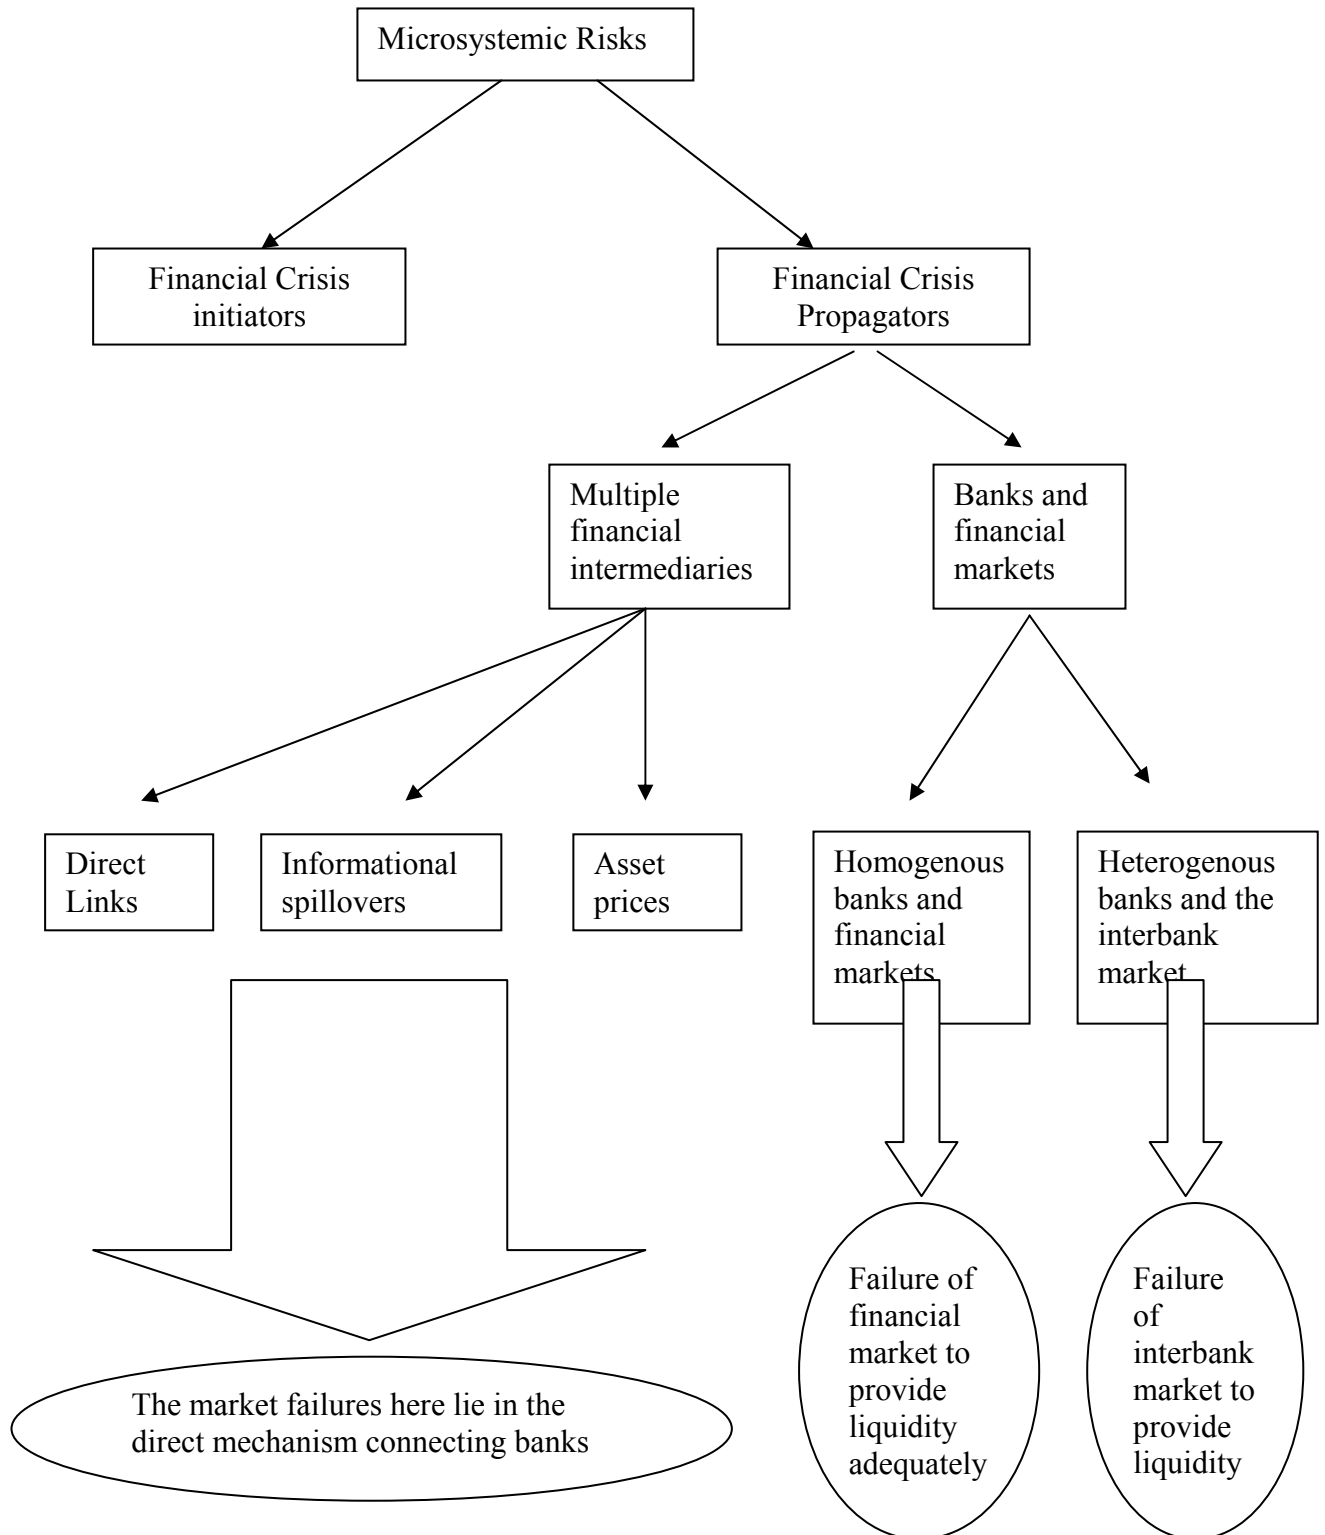 Microsystemic Risks
Financial Crisis
initiators
Financial Crisis
Propagators
Multiple
financial
intermediaries
Banks and
financial
markets
Direct
Links
Informational
spillovers
Asset
prices
Homogenous
banks and
financial
markets
Heterogenous
banks and the
interbank
market
The market failures here lie in the
direct mechanism connecting banks
Failure of
financial
market to
provide
liquidity
adequately
Failure
of
interbank
market to
provide
liquidity